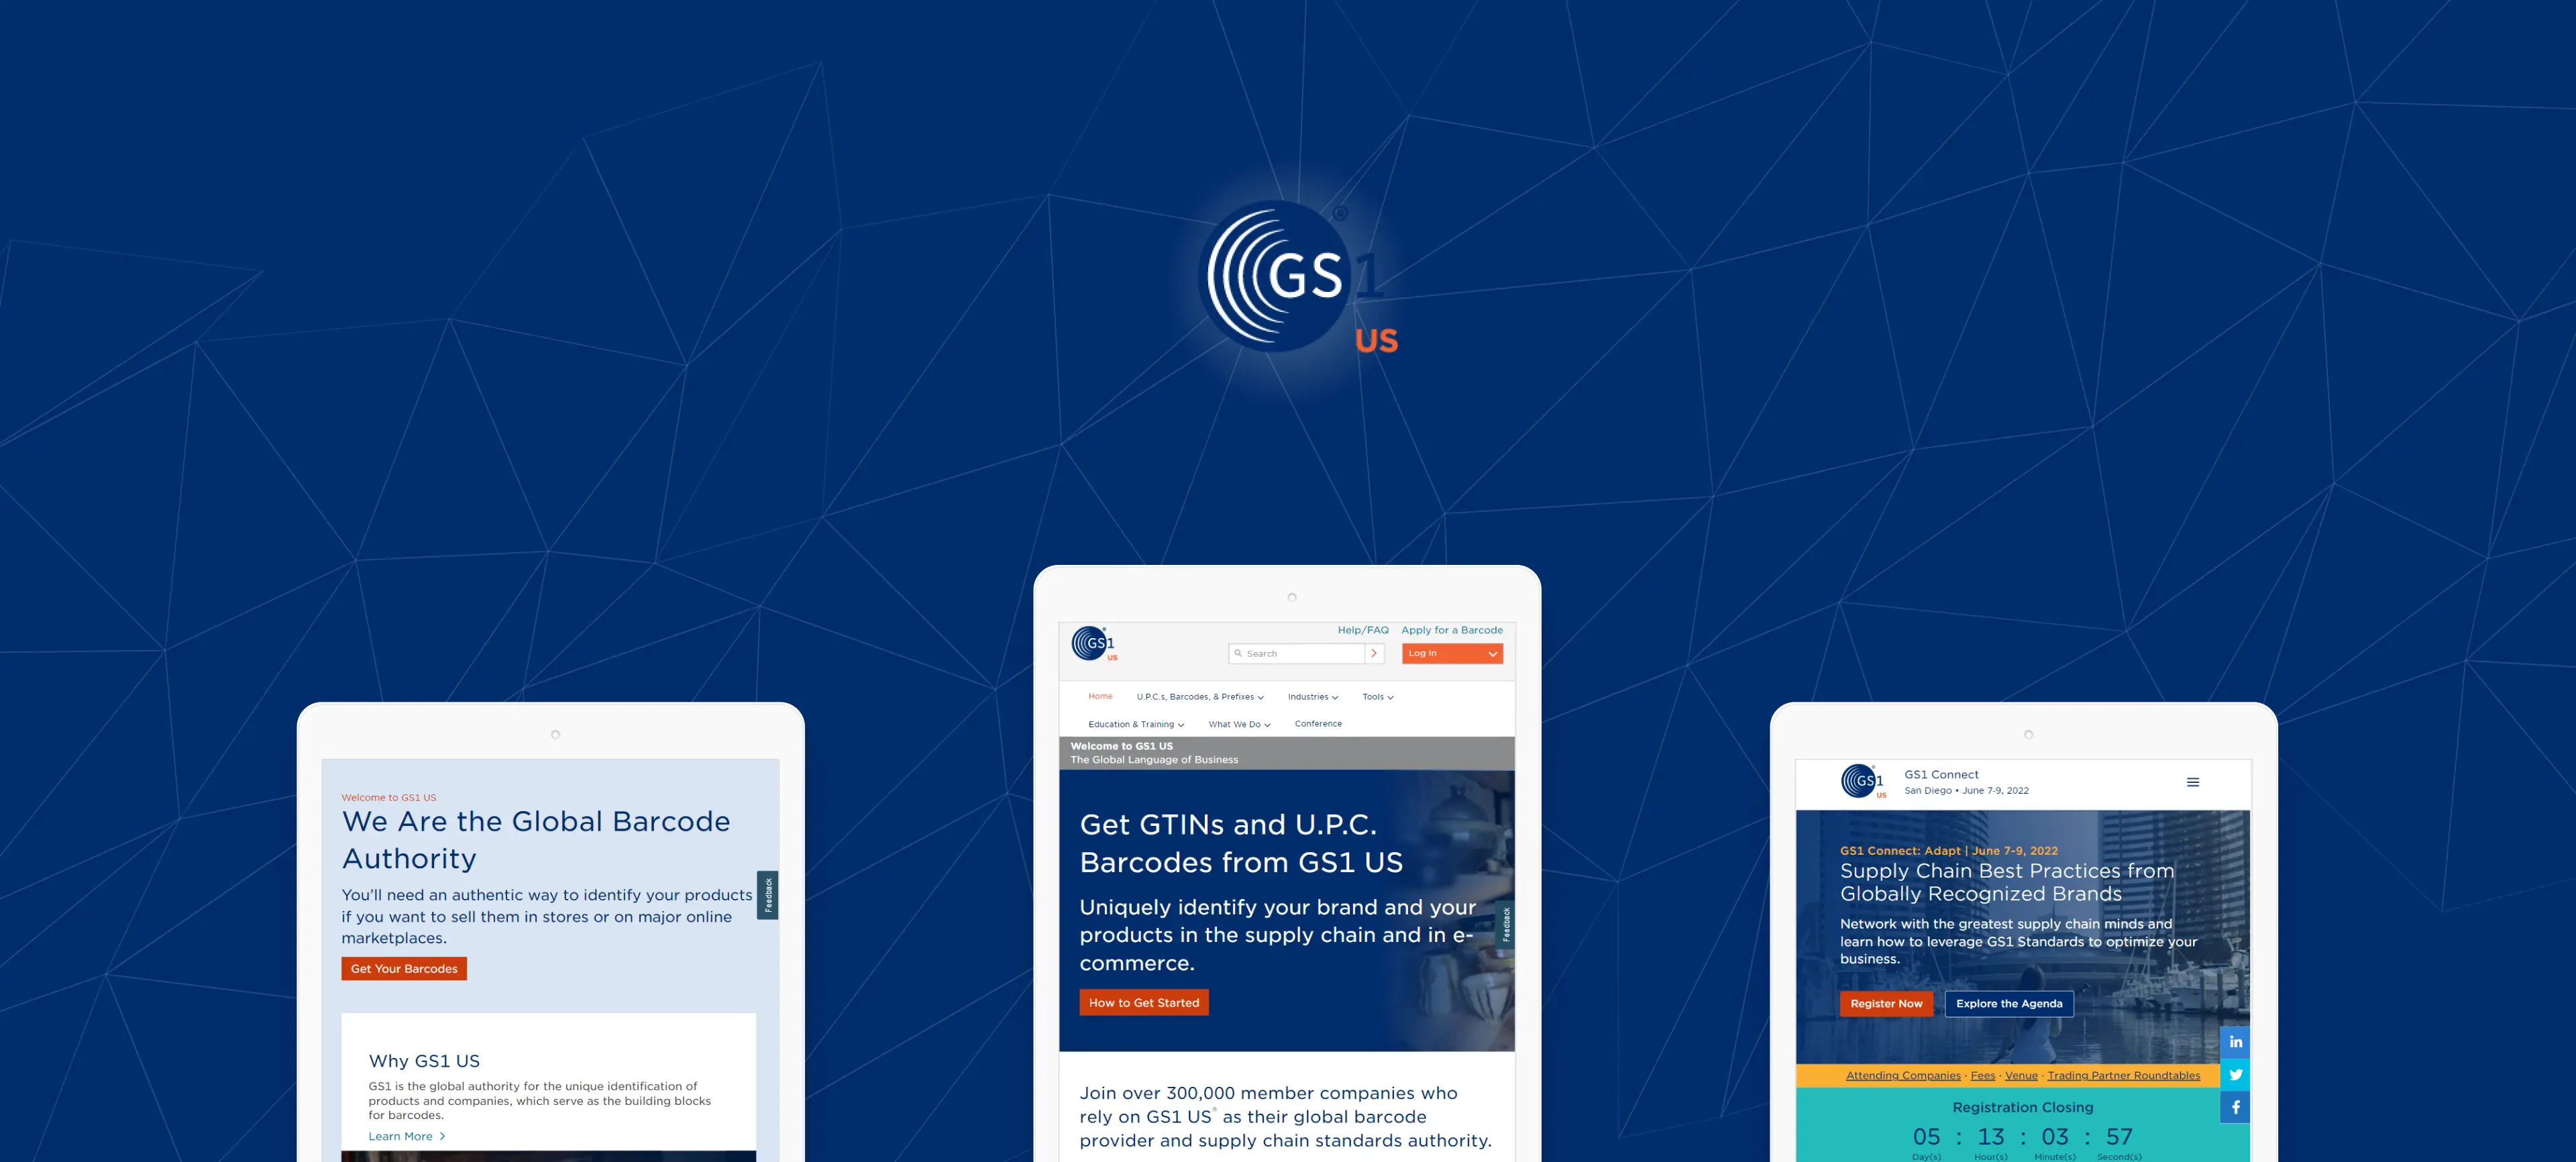 GS1®
US
Welcome to GS1 US
We Are the Global Barcode
Authority
You'll need an authentic way to identify your products
if you want to sell them in stores or on major online
marketplaces.
Get Your Barcodes
Feedback
Why GS1 US
GS1 is the global authority for the unique identification of
products and companies, which serve as the building blocks
for barcodes.
Learn More
GS1
US
Help/FAQ Apply for a Barcode
Search
Log In
Home U.P.C.s, Barcodes, & Prefixes Industries Tools
Education & Training What We Do Conference
Welcome to GS1 US
The Global Language of Business
Get GTINs and U.P.C.
Barcodes from GS1 US
Uniquely identify your brand and your
products in the supply chain and in e-
commerce.
How to Get Started
Feedback
Join over 300,000 member companies who
rely on GS1 US® as their global barcode
provider and supply chain standards authority.
GS1
US
GS1 Connect
San Diego • June 7-9, 2022
GS1 Connect: Adapt | June 7-9, 2022
Supply Chain Best Practices from
Globally Recognized Brands
Network with the greatest supply chain minds and
learn how to leverage GS1 Standards to optimize your
business.
Register Now Explore the Agenda
in
f
Attending Companies · Fees · Venue · Trading Partner Roundtables
Registration Closing
05 : 13 : 03 : 57
Day(s) Hour(s) Minute(s) Second(s)